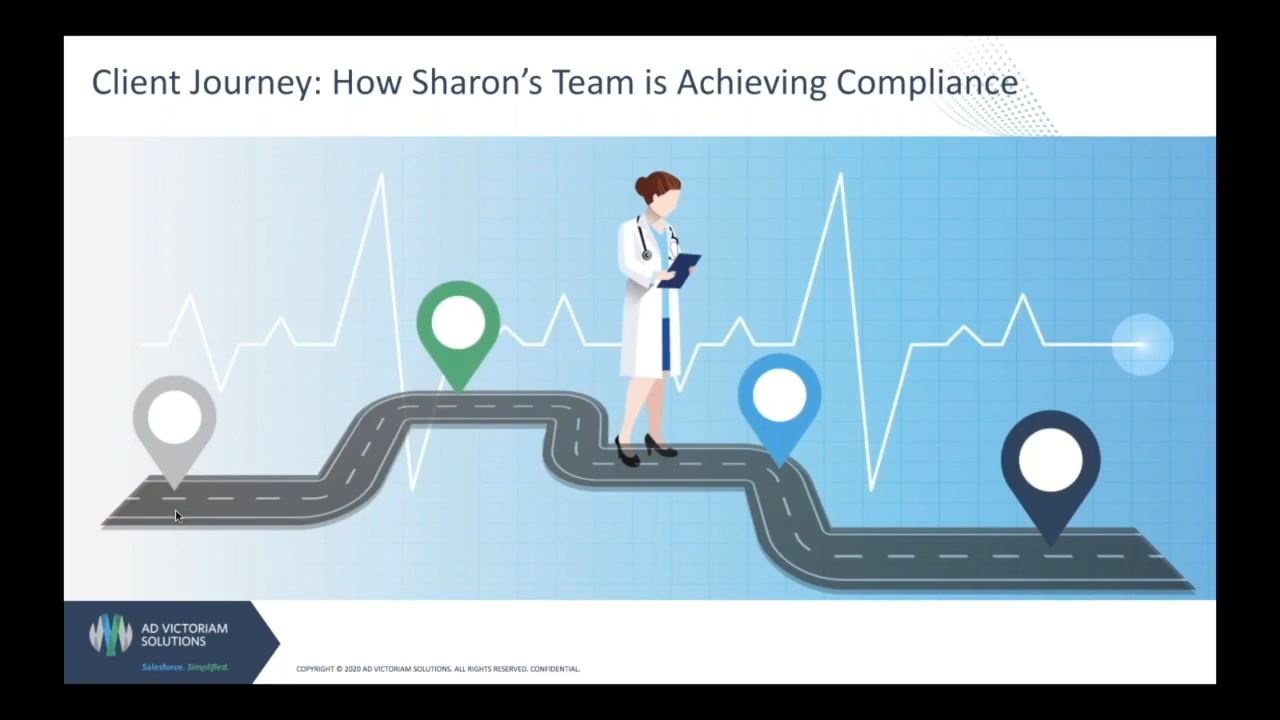 Client Journey: How Sharon’s Team is Achieving Compliance
AD VICTORIAM
SOLUTIONS
Salesforce. Simplified.
COPYRIGHT © 2020 AD VICTORIAM SOLUTIONS. ALL RIGHTS RESERVED. CONFIDENTIAL.